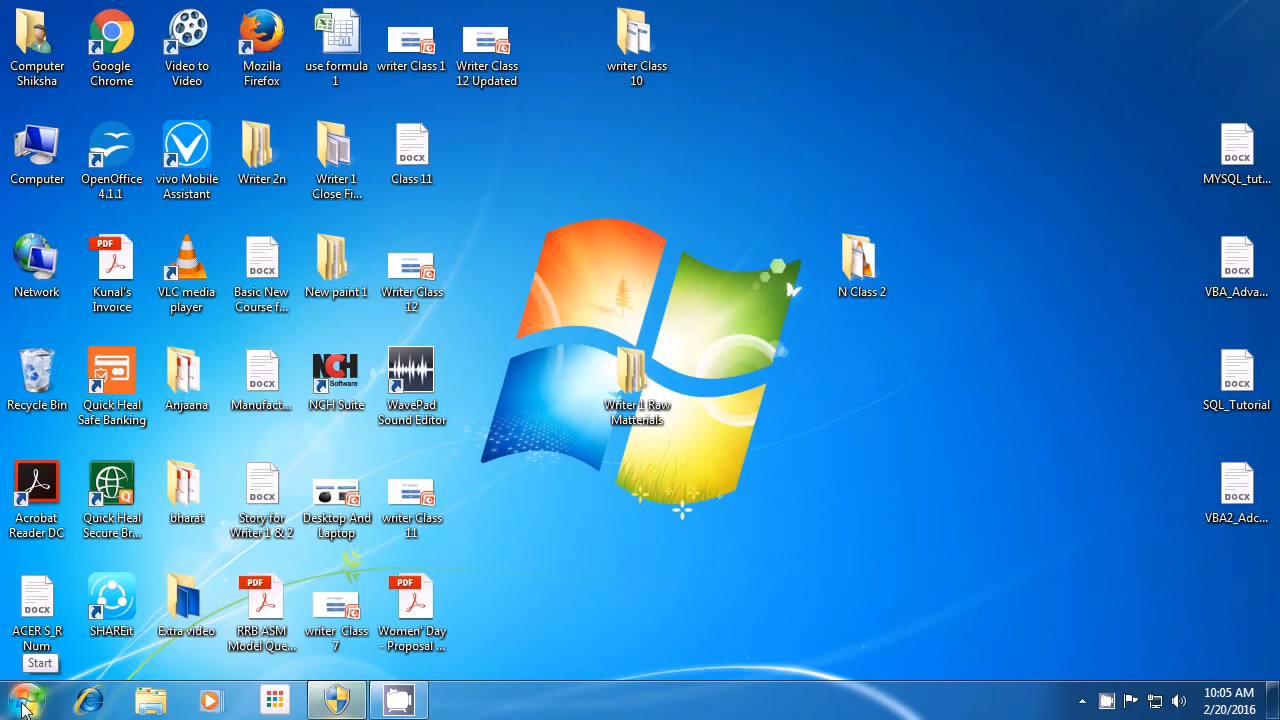 Computer
Shiksha
Google
Chrome
Video to
Video
Mozilla
Firefox
use formula
1
writer Class 1
Writer Class
12 Updated
writer Class
10
Computer
OpenOffice
4.1.1
vivo Mobile
Assistant
Writer 2n
Writer 1
Close Fi...
DOCX
Class 11
DOCX
MYSQL_tut...
Network
PDF
Kunal's
Invoice
VLC media
player
DOCX
Basic New
Course f...
New paint 1
Writer Class
12
N Class 2
DOCX
VBA_Adva...
Recycle Bin
Quick Heal
Safe Banking
Anjaana
DOCX
Manufact...
NCH
Software
NCH Suite
WavePad
Sound Editor
Writer 1 Raw
Matterials
DOCX
SQL_Tutorial
Acrobat
Reader DC
Quick Heal
Secure Br...
bharat
DOCX
Story for
Writer 1 & 2
Desktop And
Laptop
writer Class
11
DOCX
VBA2_Adc...
DOCX
ACER S_R
Num
SHAREit
Extra video
PDF
RRB ASM
Model Que...
writer Class
7
PDF
Women' Day
- Proposal ...
Start
10:05 AM
2/20/2016